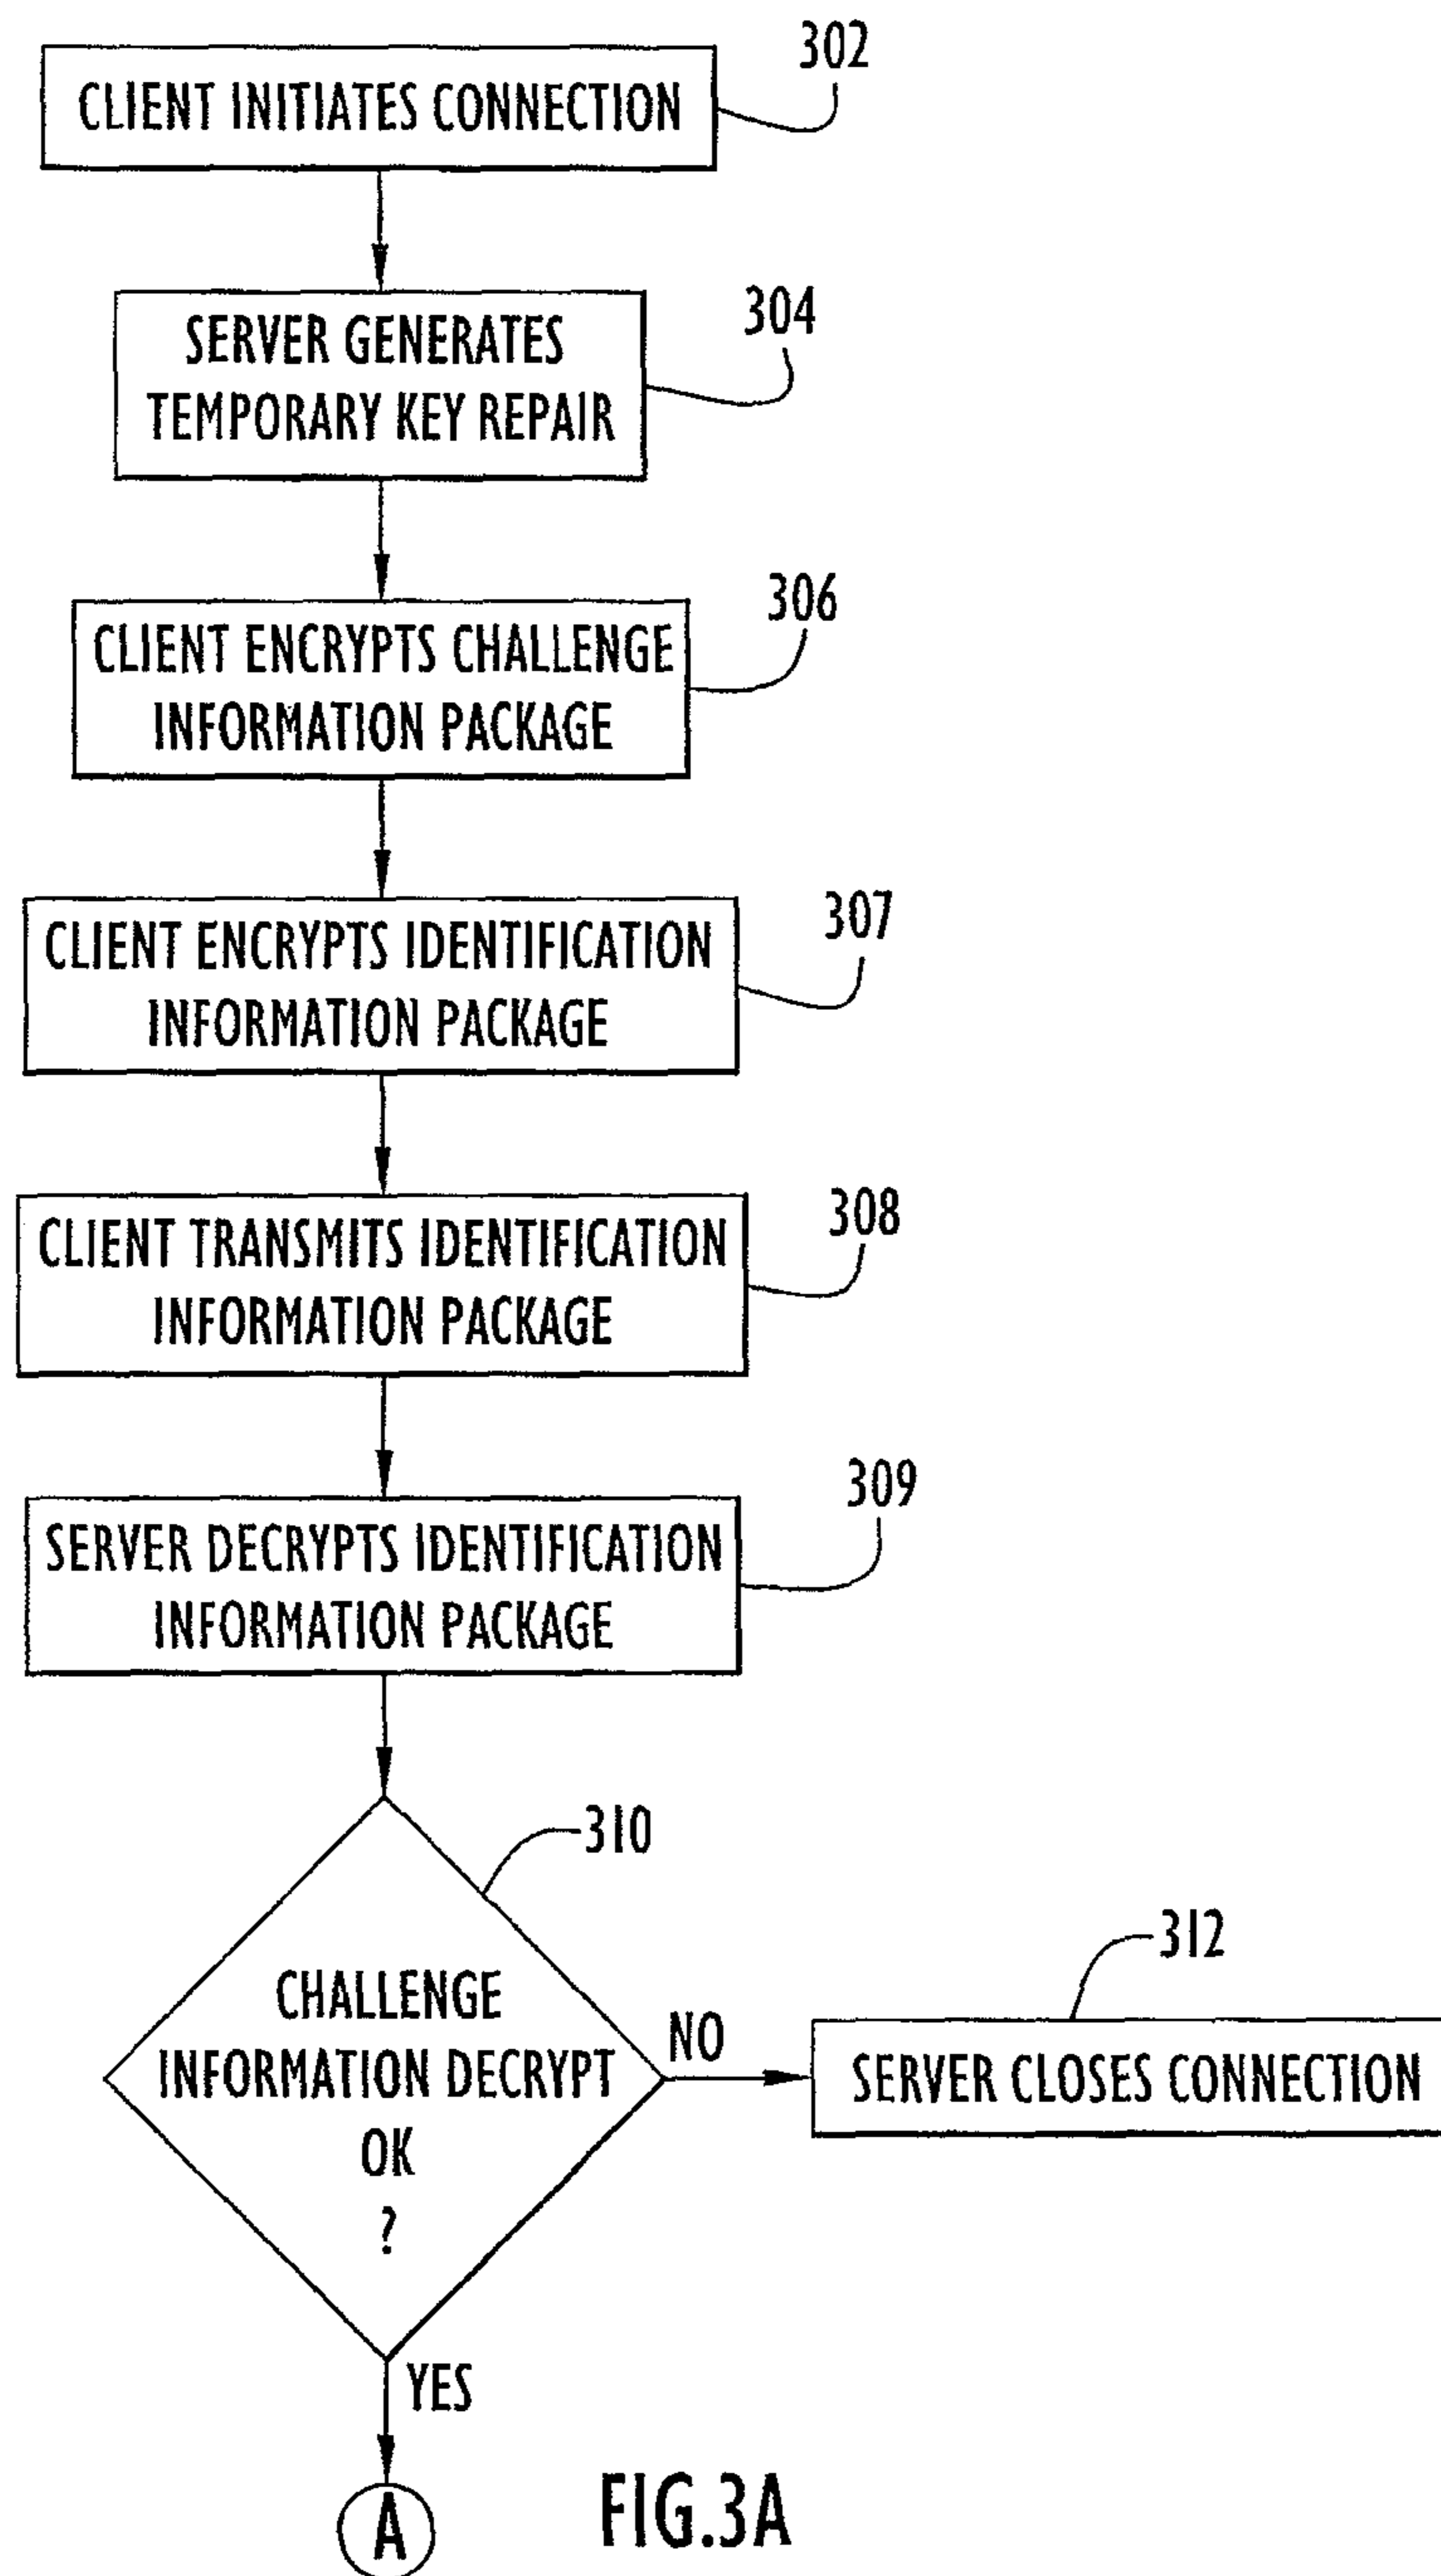 302
CLIENT INITIATES CONNECTION
304
SERVER GENERATES
TEMPORARY KEY REPAIR
306
CLIENT ENCRYPTS CHALLENGE
INFORMATION PACKAGE
307
CLIENT ENCRYPTS IDENTIFICATION
INFORMATION PACKAGE
308
CLIENT TRANSMITS IDENTIFICATION
INFORMATION PACKAGE
309
SERVER DECRYPTS IDENTIFICATION
INFORMATION PACKAGE
310
CHALLENGE
INFORMATION DECRYPT
OK
?
NO
312
SERVER CLOSES CONNECTION
YES
A
FIG.3A